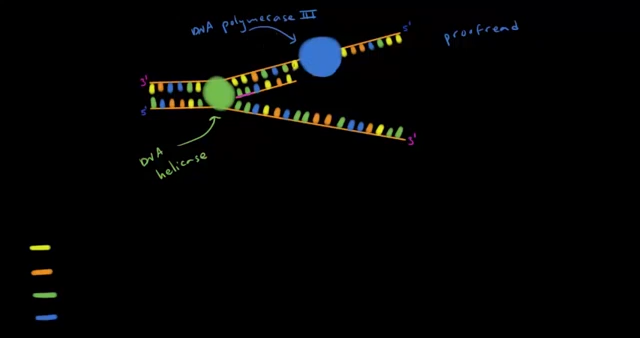 DNA polymerase III
5'
proofread
3'
5'
3'
DNA
helicase